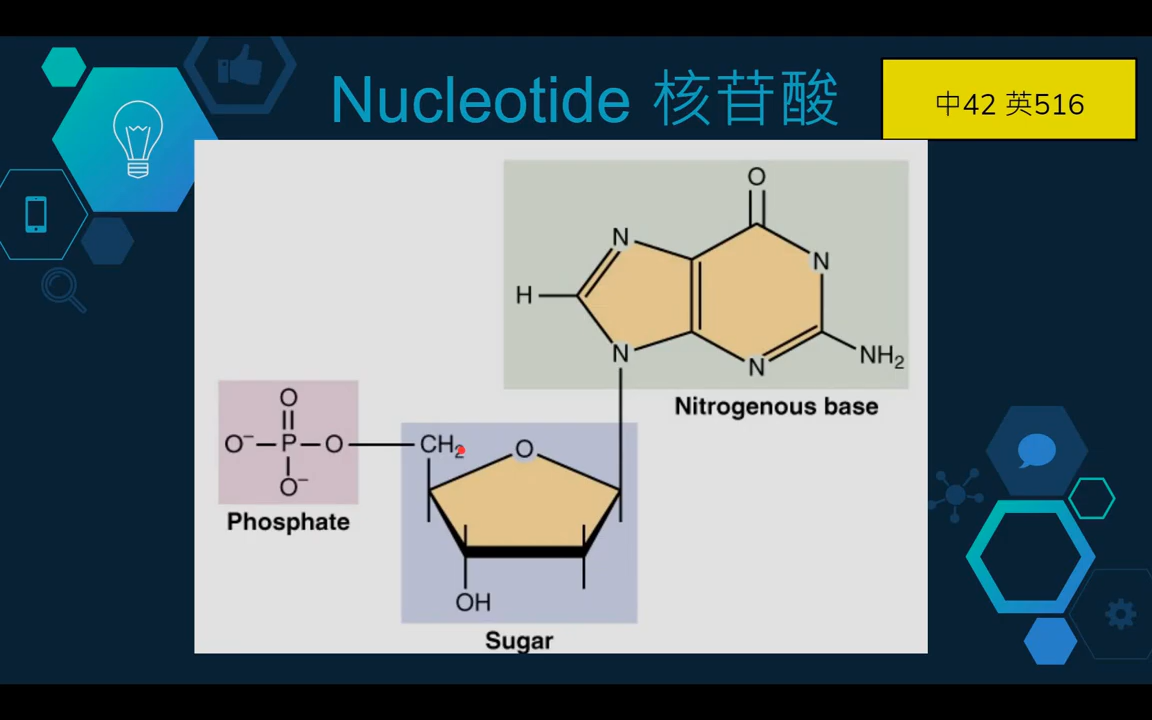 Nucleotide 核苷酸
中42 英516
O
N
N
H
N
N
NH₂
Nitrogenous base
O
O⁻ P O
O⁻
Phosphate
CH₂
O
OH
Sugar